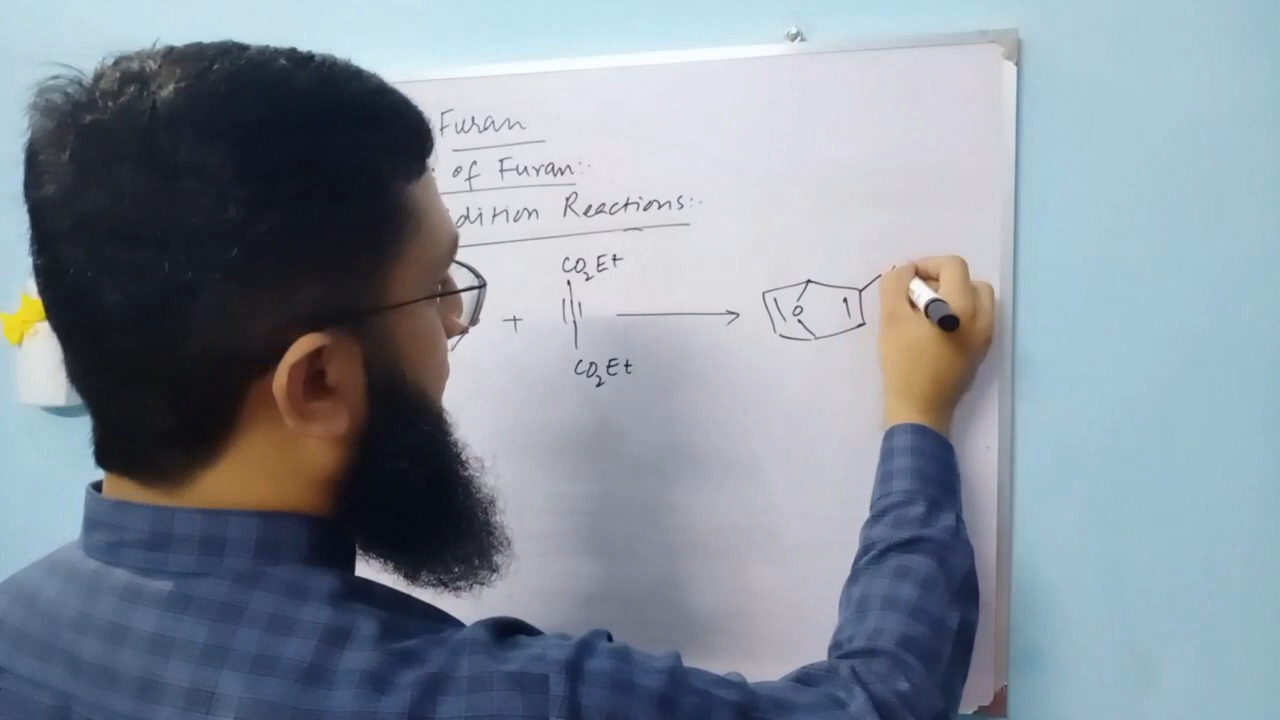 Furan
of Furan:
dition Reactions:
CO2Et
+
CO2Et
O